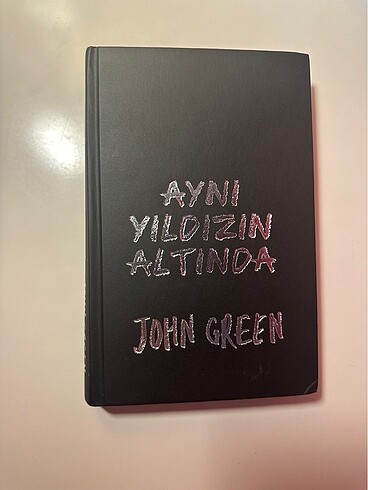 AYNI
YILDIZIN
ALTINDA
JOHN GREEN